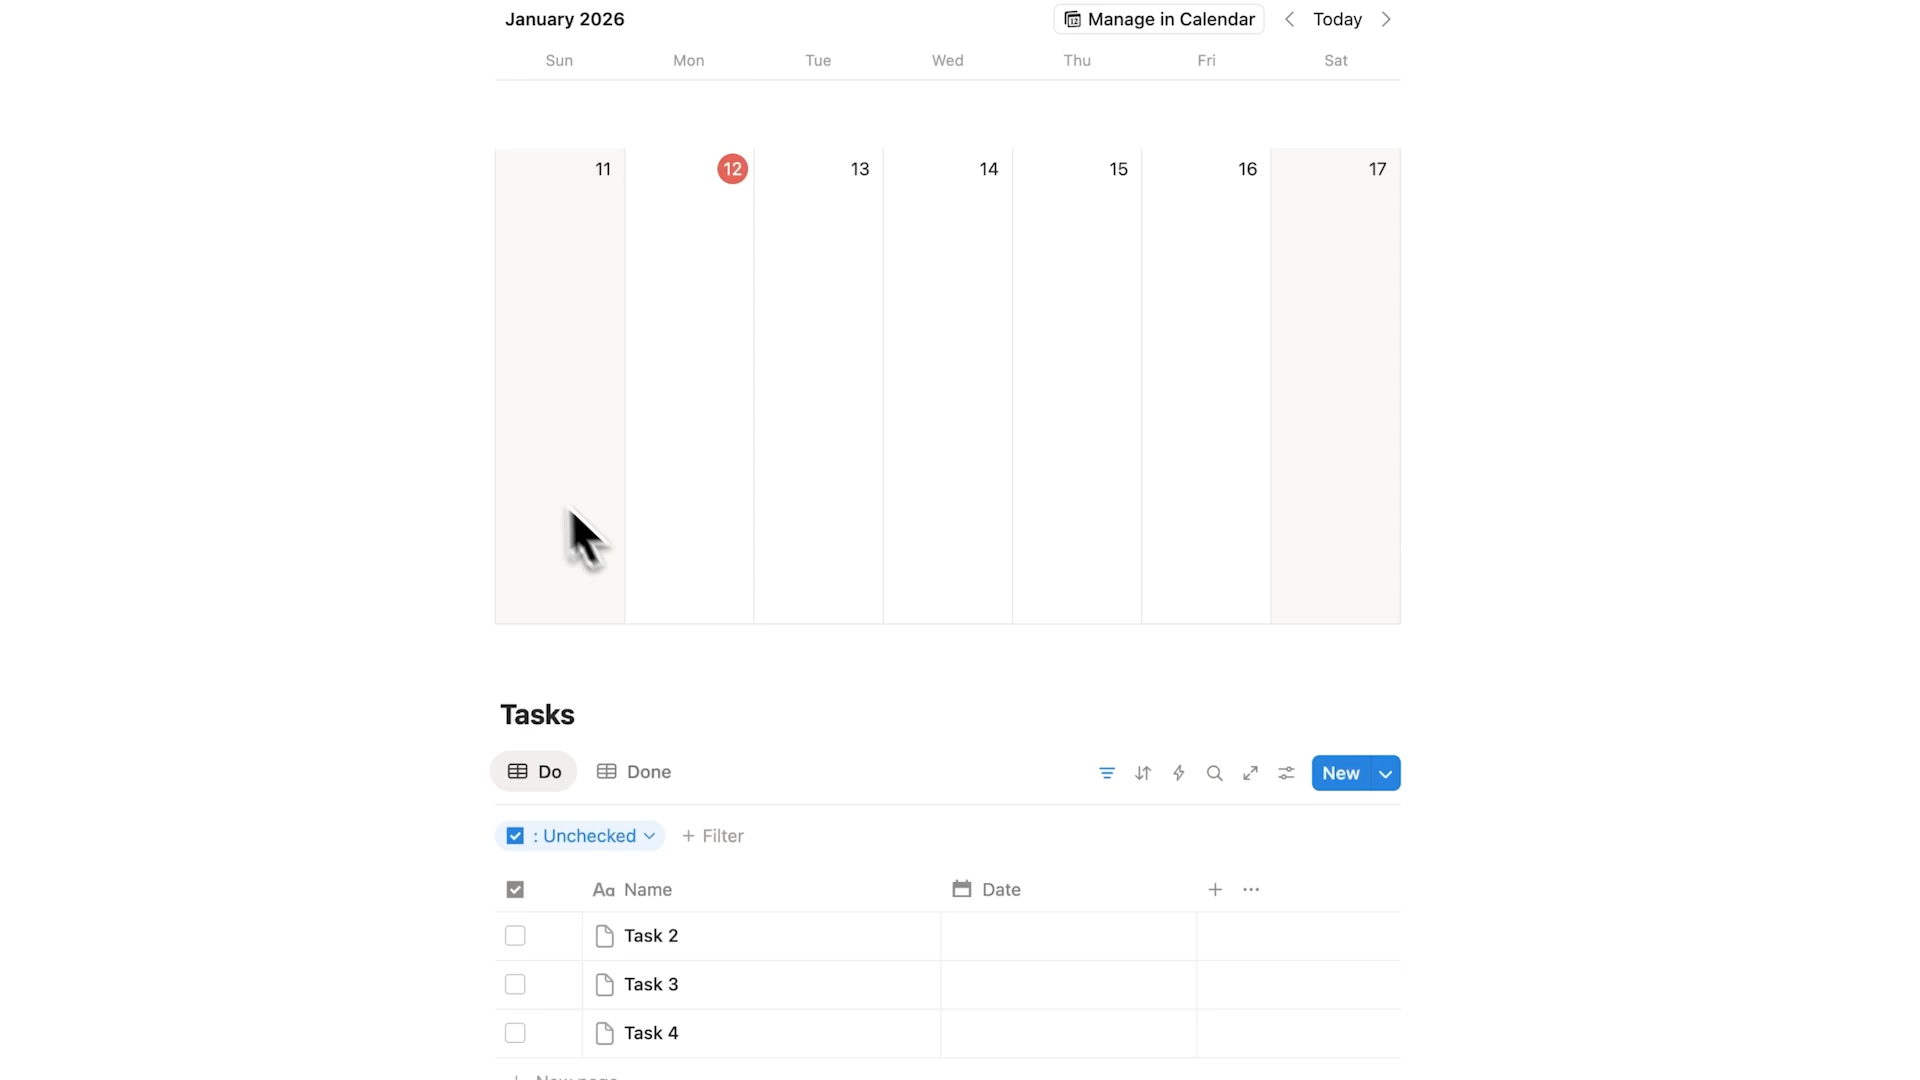 January 2026 Manage in Calendar Today
Sun Mon Tue Wed Thu Fri Sat
11 12 13 14 15 16 17
Tasks
Do Done New
: Unchecked + Filter
Aa Name Date
Task 2
Task 3
Task 4